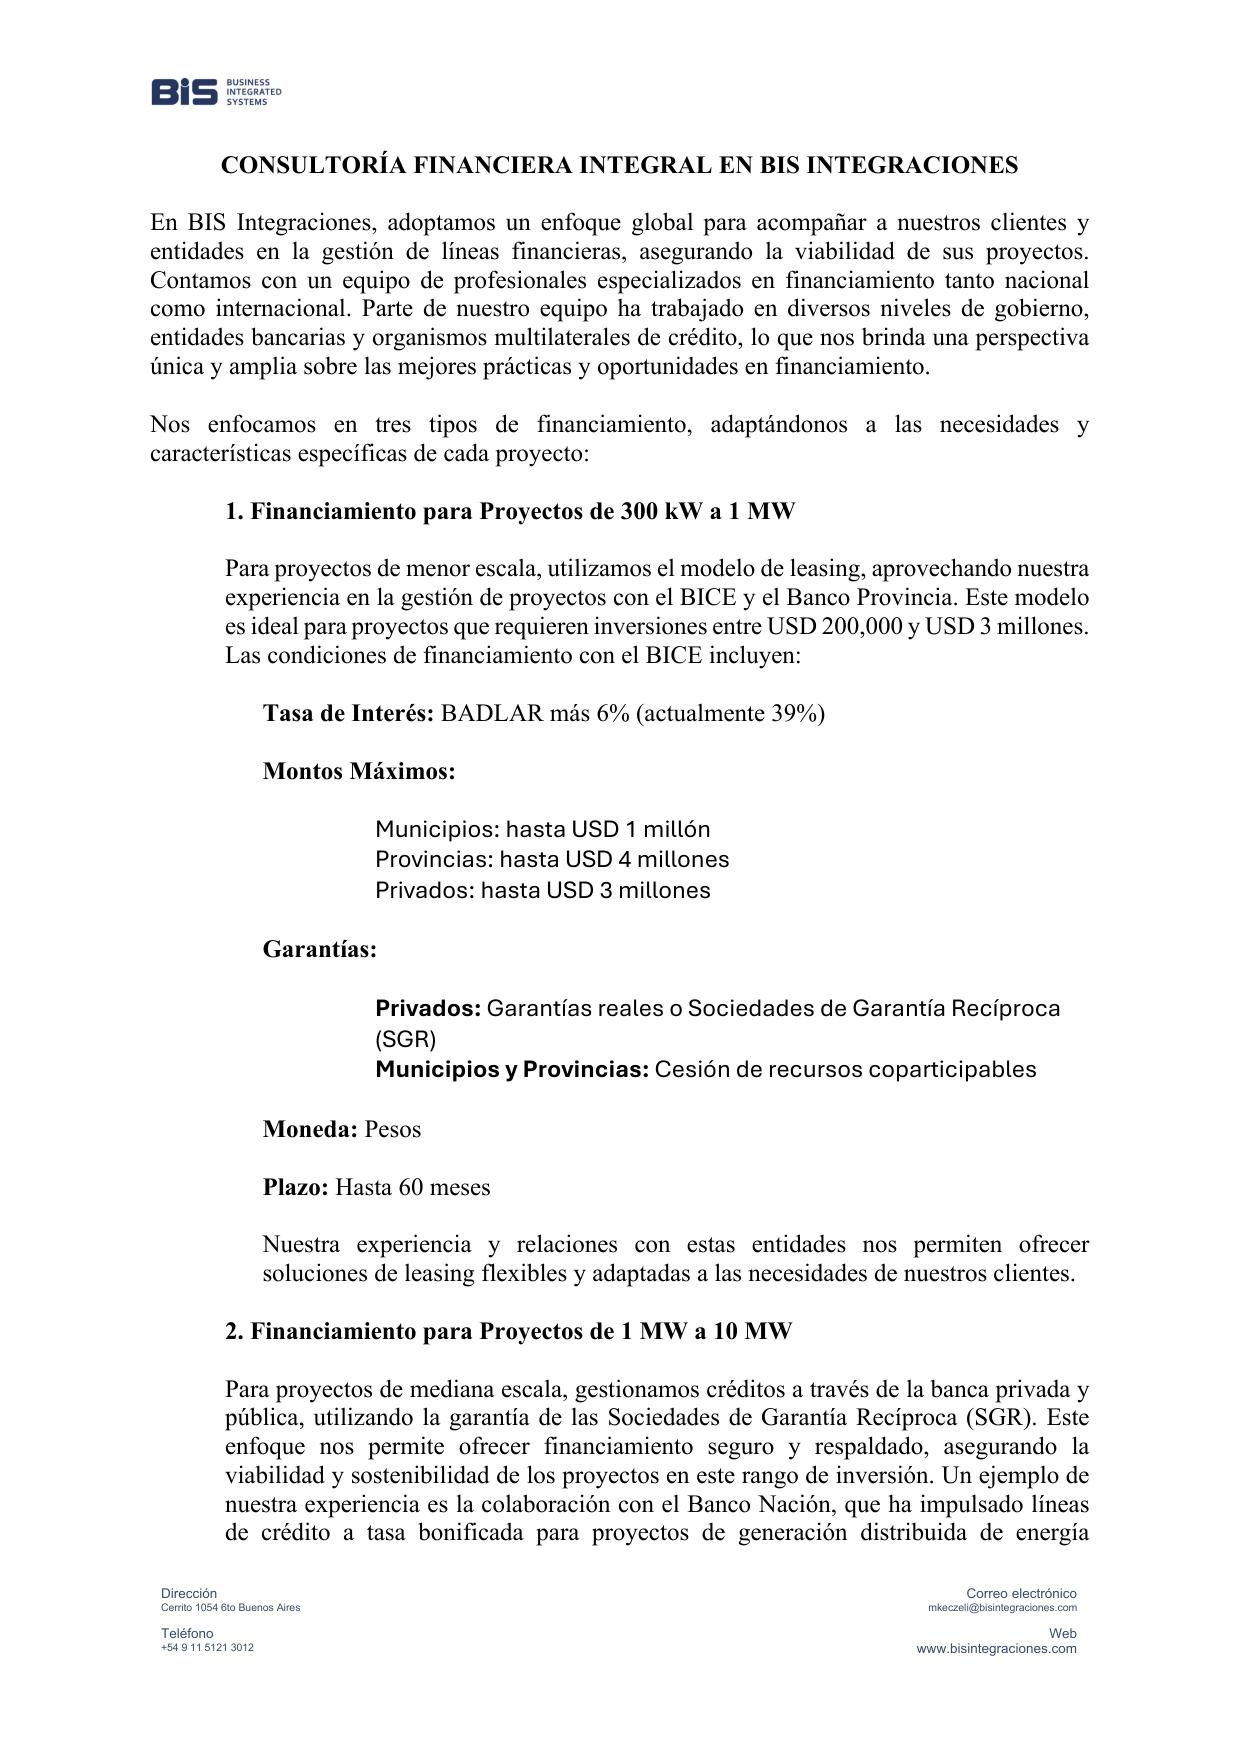 BiS BUSINESS
INTEGRATED
SYSTEMS
CONSULTORÍA FINANCIERA INTEGRAL EN BIS INTEGRACIONES
En BIS Integraciones, adoptamos un enfoque global para acompañar a nuestros clientes y
entidades en la gestión de líneas financieras, asegurando la viabilidad de sus proyectos.
Contamos con un equipo de profesionales especializados en financiamiento tanto nacional
como internacional. Parte de nuestro equipo ha trabajado en diversos niveles de gobierno,
entidades bancarias y organismos multilaterales de crédito, lo que nos brinda una perspectiva
única y amplia sobre las mejores prácticas y oportunidades en financiamiento.
Nos enfocamos en tres tipos de financiamiento, adaptándonos a las necesidades y
características específicas de cada proyecto:
1. Financiamiento para Proyectos de 300 kW a 1 MW
Para proyectos de menor escala, utilizamos el modelo de leasing, aprovechando nuestra
experiencia en la gestión de proyectos con el BICE y el Banco Provincia. Este modelo
es ideal para proyectos que requieren inversiones entre USD 200,000 y USD 3 millones.
Las condiciones de financiamiento con el BICE incluyen:
Tasa de Interés: BADLAR más 6% (actualmente 39%)
Montos Máximos:
Municipios: hasta USD 1 millón
Provincias: hasta USD 4 millones
Privados: hasta USD 3 millones
Garantías:
Privados: Garantías reales o Sociedades de Garantía Recíproca
(SGR)
Municipios y Provincias: Cesión de recursos coparticipables
Moneda: Pesos
Plazo: Hasta 60 meses
Nuestra experiencia y relaciones con estas entidades nos permiten ofrecer
soluciones de leasing flexibles y adaptadas a las necesidades de nuestros clientes.
2. Financiamiento para Proyectos de 1 MW a 10 MW
Para proyectos de mediana escala, gestionamos créditos a través de la banca privada y
pública, utilizando la garantía de las Sociedades de Garantía Recíproca (SGR). Este
enfoque nos permite ofrecer financiamiento seguro y respaldado, asegurando la
viabilidad y sostenibilidad de los proyectos en este rango de inversión. Un ejemplo de
nuestra experiencia es la colaboración con el Banco Nación, que ha impulsado líneas
de crédito a tasa bonificada para proyectos de generación distribuida de energía
Dirección
Cerrito 1054 6to Buenos Aires
Teléfono
+54 9 11 5121 3012
Correo electrónico
mkeczeli@bisintegraciones.com
Web
www.bisintegraciones.com